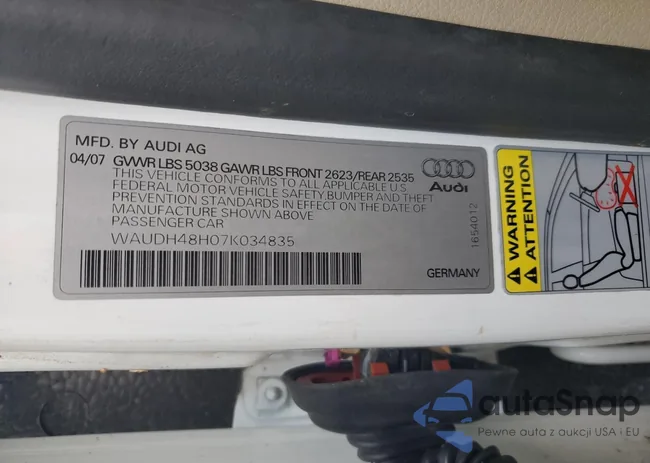 MFD. BY AUDI AG
04/07 GVWR LBS 5038 GAWR LBS FRONT 2623/REAR 2535
THIS VEHICLE CONFORMS TO ALL APPLICABLE U.S.
FEDERAL MOTOR VEHICLE SAFETY,BUMPER AND THEFT
PREVENTION STANDARDS IN EFFECT ON THE DATE OF
MANUFACTURE SHOWN ABOVE
PASSENGER CAR
WAUDH48H07K034835
Audi
1654012
GERMANY
WARNING
ATTENTION
autaSnap
Pewne auta z aukcji USA i EU